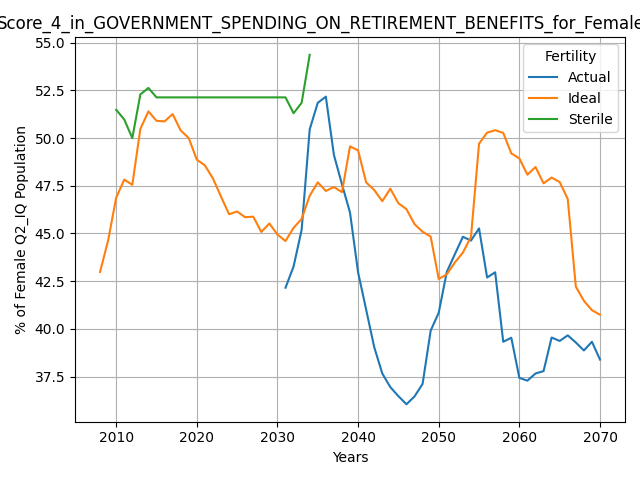 Score_4_in_GOVERNMENT_SPENDING_ON_RETIREMENT_BENEFITS_for_Female
55.0
52.5
50.0
47.5
45.0
42.5
40.0
37.5
% of Female Q2_IQ Population
Fertility
Actual
Ideal
Sterile
2010 2020 2030 2040 2050 2060 2070
Years